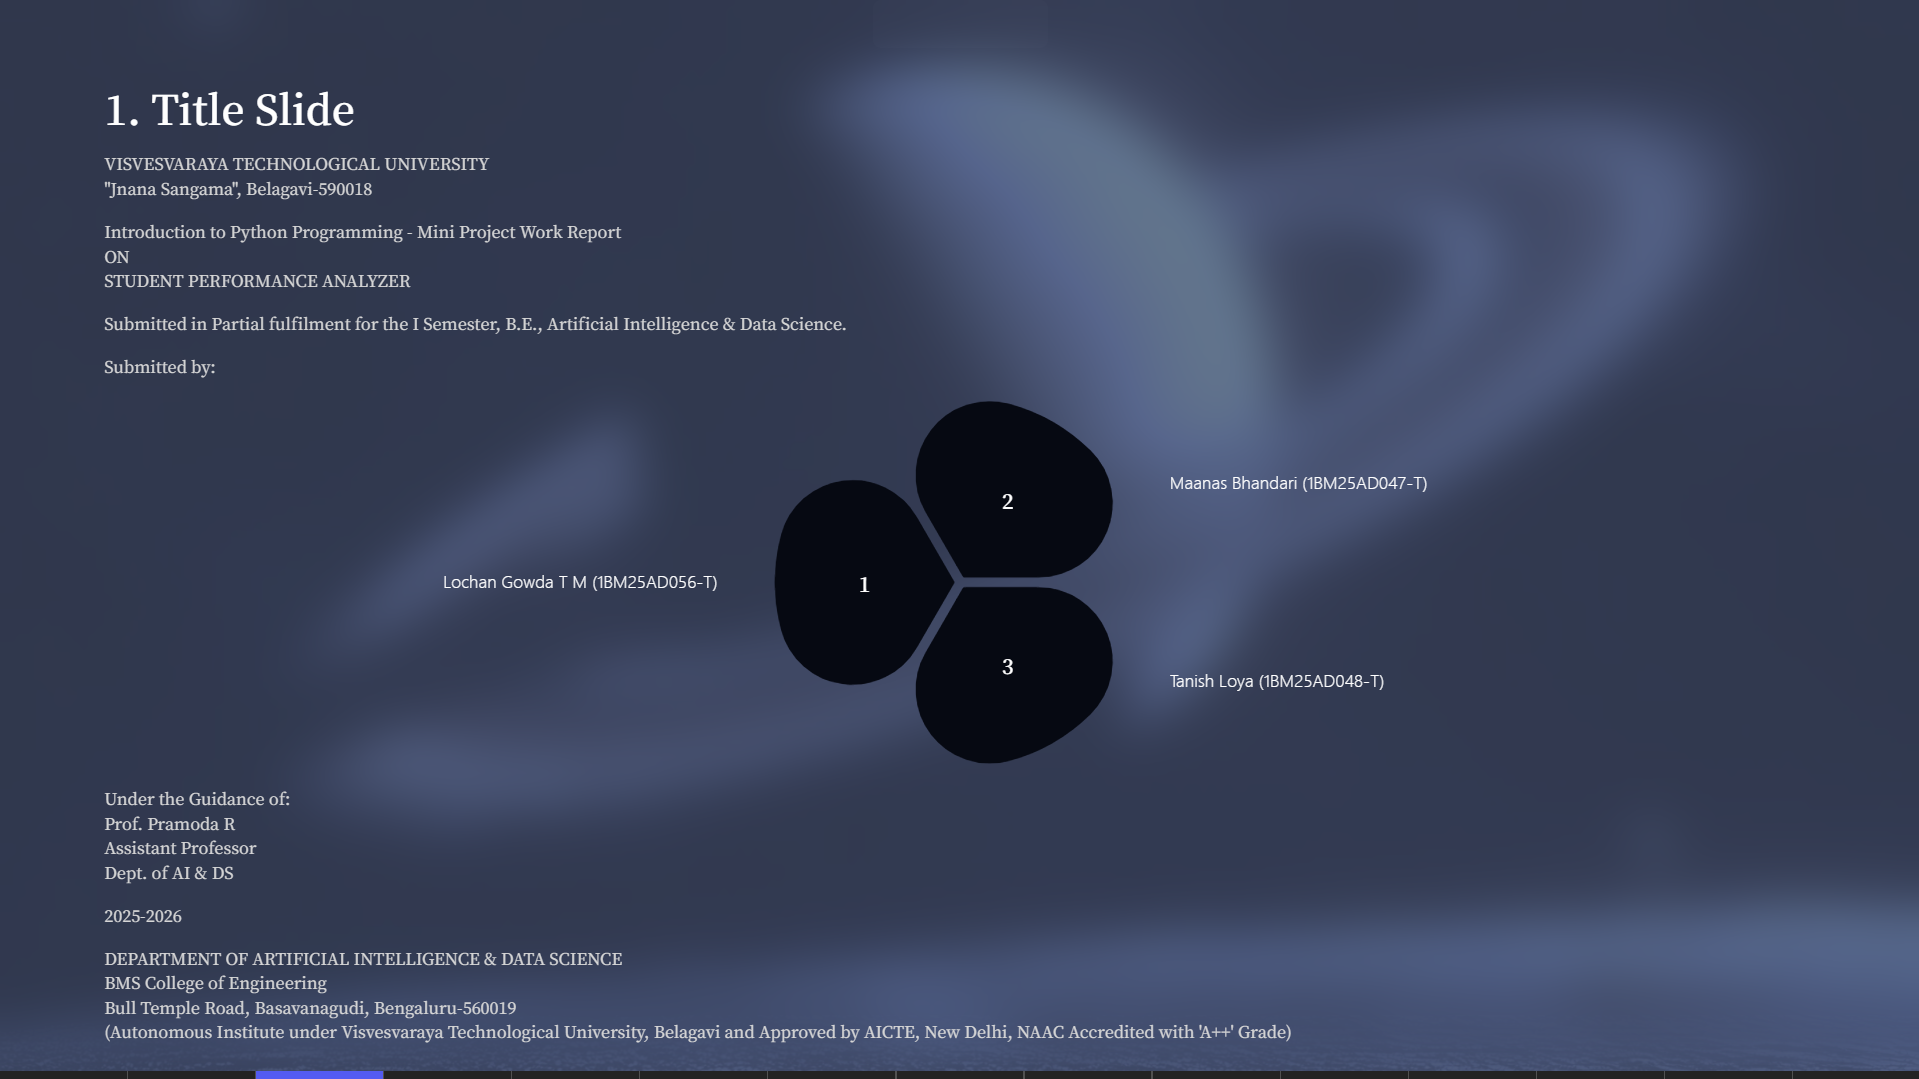 1. Title Slide
VISVESVARAYA TECHNOLOGICAL UNIVERSITY
"Jnana Sangama", Belagavi-590018
Introduction to Python Programming - Mini Project Work Report
ON
STUDENT PERFORMANCE ANALYZER
Submitted in Partial fulfilment for the I Semester, B.E., Artificial Intelligence & Data Science.
Submitted by:
1
Lochan Gowda T M (1BM25AD056-T)
2
Maanas Bhandari (1BM25AD047-T)
3
Tanish Loya (1BM25AD048-T)
Under the Guidance of:
Prof. Pramoda R
Assistant Professor
Dept. of AI & DS
2025-2026
DEPARTMENT OF ARTIFICIAL INTELLIGENCE & DATA SCIENCE
BMS College of Engineering
Bull Temple Road, Basavanagudi, Bengaluru-560019
(Autonomous Institute under Visvesvaraya Technological University, Belagavi and Approved by AICTE, New Delhi, NAAC Accredited with 'A++' Grade)